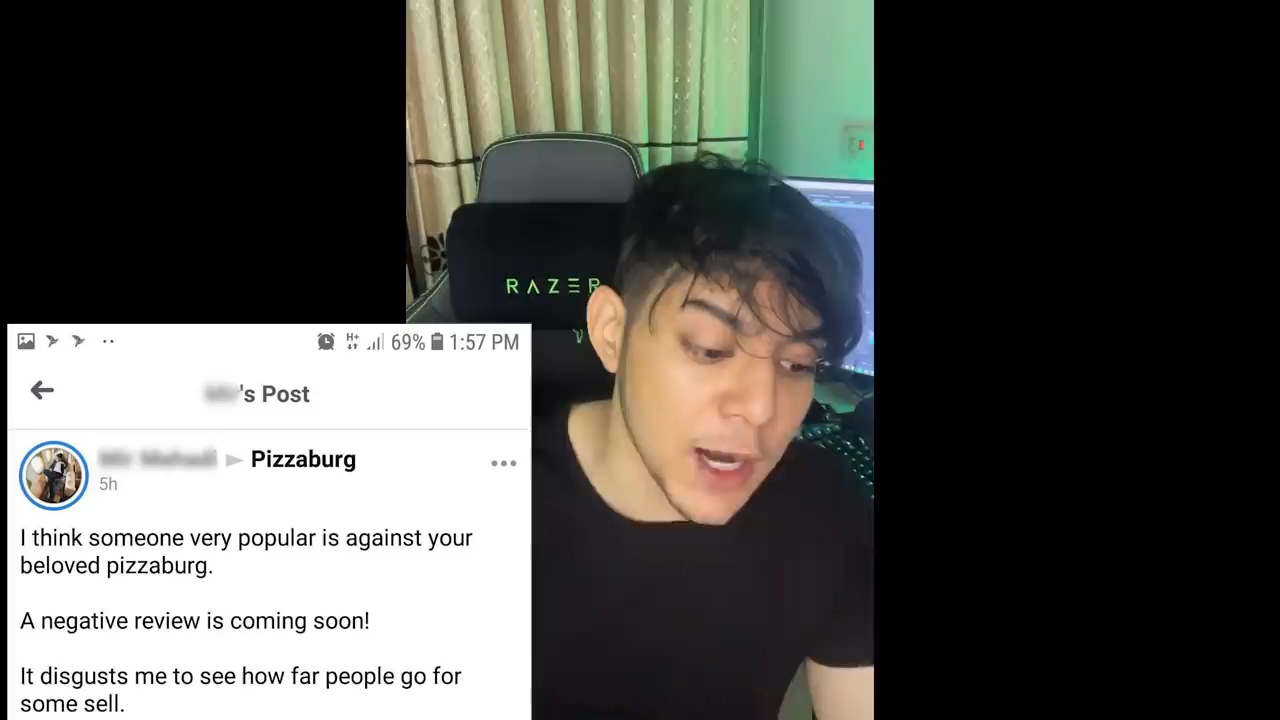 RAZER
69% 1:57 PM
's Post
Pizzaburg
5h
I think someone very popular is against your
beloved pizzaburg.
A negative review is coming soon!
It disgusts me to see how far people go for
some sell.